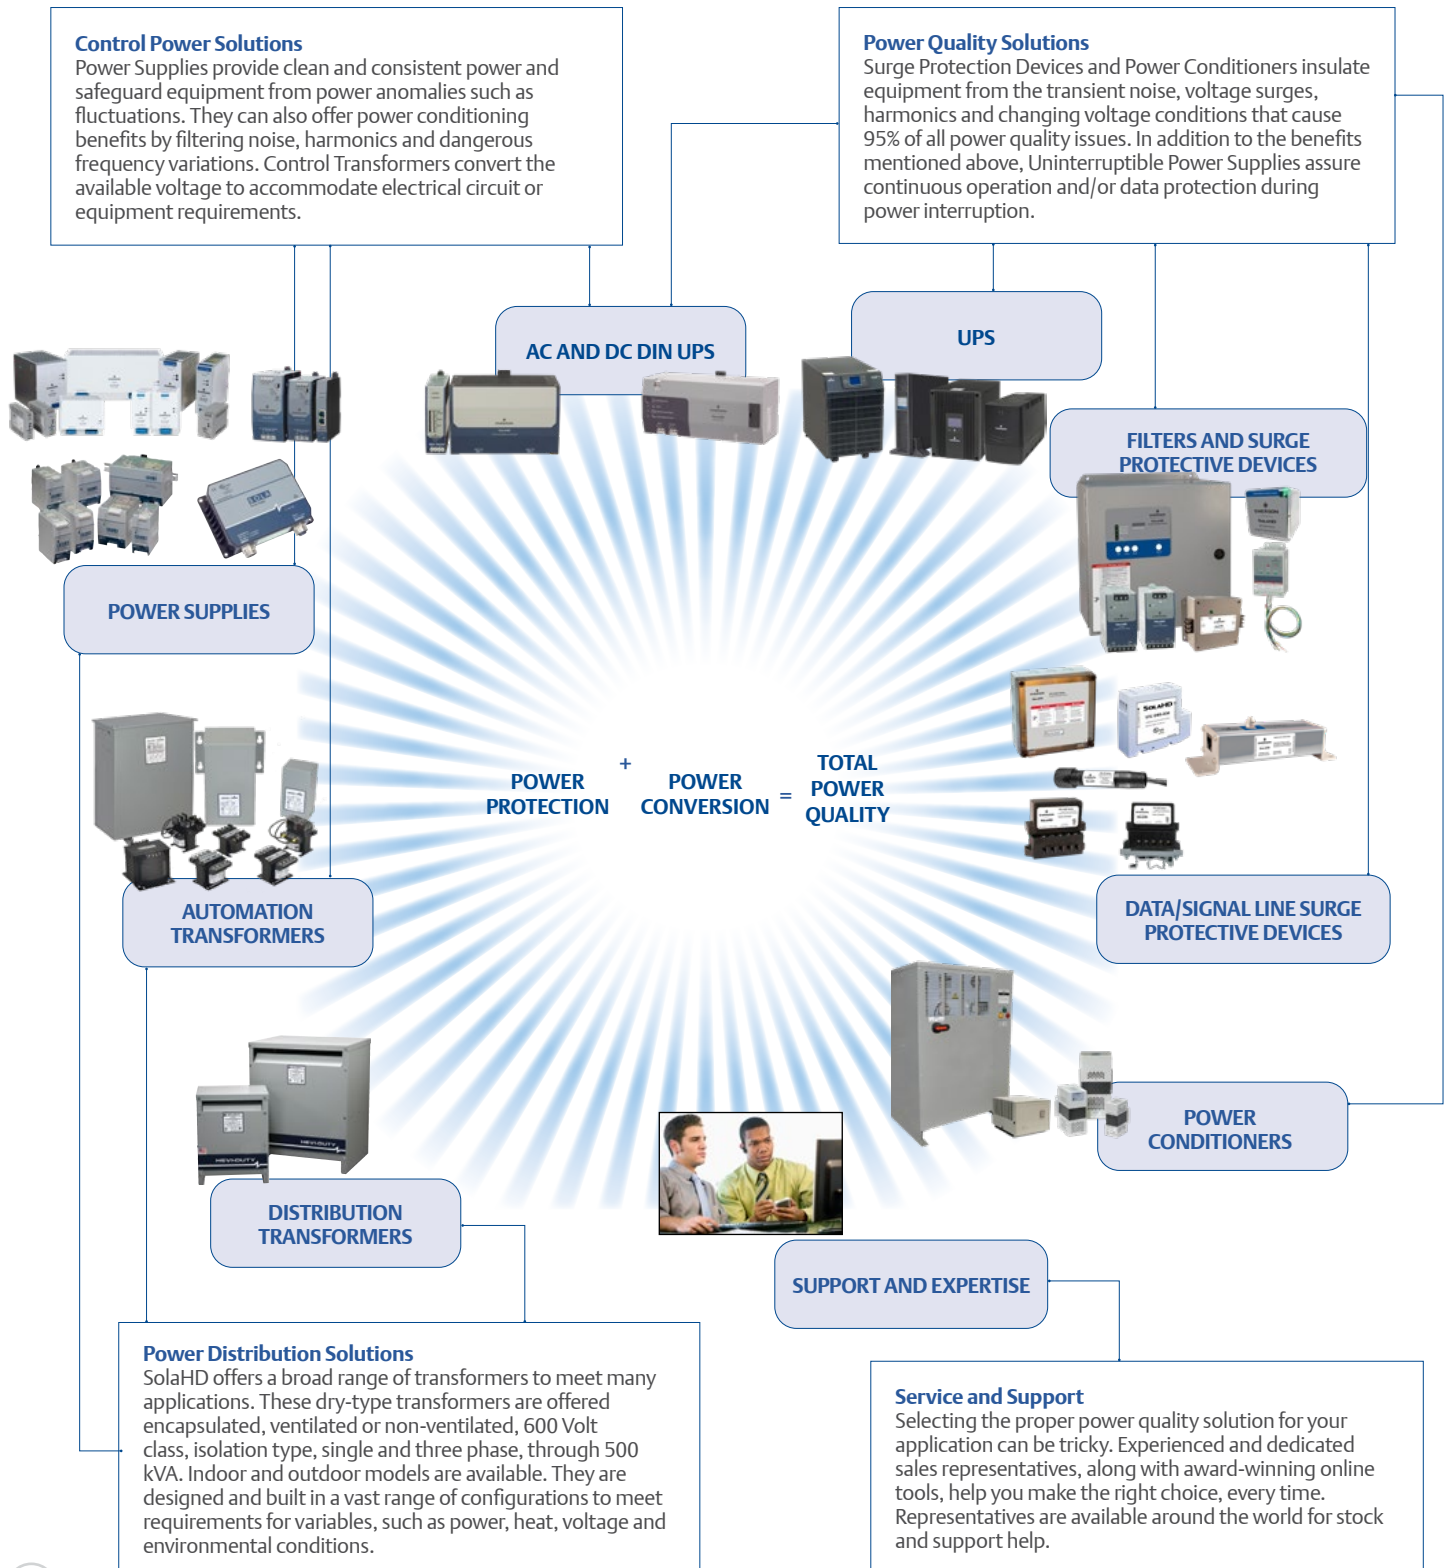 Control Power Solutions
Power Supplies provide clean and consistent power and
safeguard equipment from power anomalies such as
fluctuations. They can also offer power conditioning
benefits by filtering noise, harmonics and dangerous
frequency variations. Control Transformers convert the
available voltage to accommodate electrical circuit or
equipment requirements.
Power Quality Solutions
Surge Protection Devices and Power Conditioners insulate
equipment from the transient noise, voltage surges,
harmonics and changing voltage conditions that cause
95% of all power quality issues. In addition to the benefits
mentioned above, Uninterruptible Power Supplies assure
continuous operation and/or data protection during
power interruption.
AC AND DC DIN UPS
UPS
FILTERS AND SURGE
PROTECTIVE DEVICES
SOLA
POWER SUPPLIES
SOLAHD
POWER
PROTECTION
+
POWER
CONVERSION
=
TOTAL
POWER
QUALITY
AUTOMATION
TRANSFORMERS
DATA/SIGNAL LINE SURGE
PROTECTIVE DEVICES
HEVI-DUTY
HEVI-DUTY
POWER
CONDITIONERS
DISTRIBUTION
TRANSFORMERS
SUPPORT AND EXPERTISE
Power Distribution Solutions
SolaHD offers a broad range of transformers to meet many
applications. These dry-type transformers are offered
encapsulated, ventilated or non-ventilated, 600 Volt
class, isolation type, single and three phase, through 500
kVA. Indoor and outdoor models are available. They are
designed and built in a vast range of configurations to meet
requirements for variables, such as power, heat, voltage and
environmental conditions.
Service and Support
Selecting the proper power quality solution for your
application can be tricky. Experienced and dedicated
sales representatives, along with award-winning online
tools, help you make the right choice, every time.
Representatives are available around the world for stock
and support help.